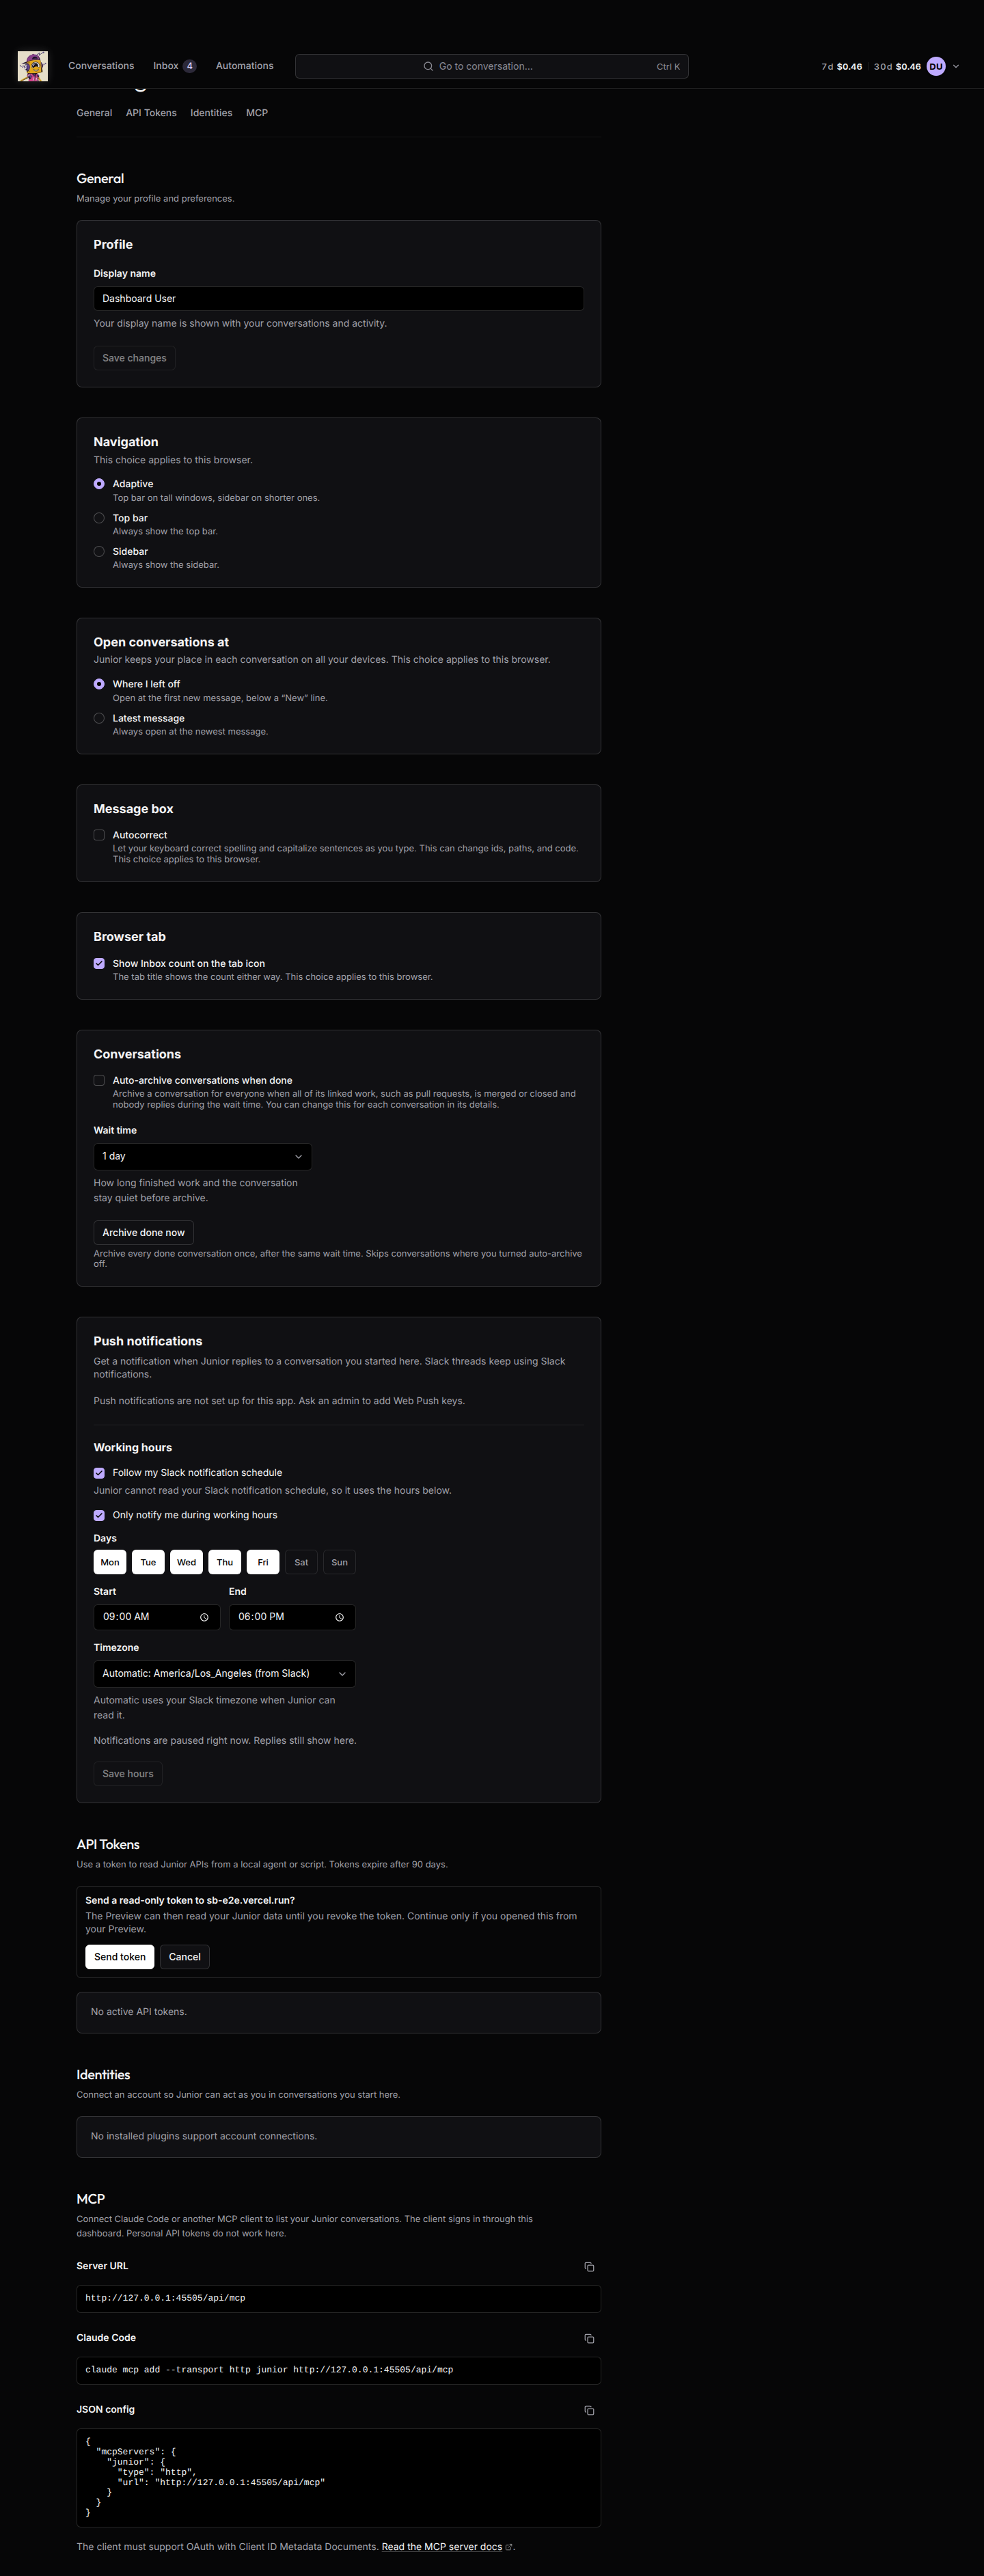 Conversations Inbox 4 Automations Go to conversation... Ctrl K 7d $0.46 30d $0.46 DU
General API Tokens Identities MCP
General
Manage your profile and preferences.
Profile
Display name
Dashboard User
Your display name is shown with your conversations and activity.
Save changes
Navigation
This choice applies to this browser.
Adaptive
Top bar on tall windows, sidebar on shorter ones.
Top bar
Always show the top bar.
Sidebar
Always show the sidebar.
Open conversations at
Junior keeps your place in each conversation on all your devices. This choice applies to this browser.
Where I left off
Open at the first new message, below a “New” line.
Latest message
Always open at the newest message.
Message box
Autocorrect
Let your keyboard correct spelling and capitalize sentences as you type. This can change ids, paths, and code.
This choice applies to this browser.
Browser tab
Show Inbox count on the tab icon
The tab title shows the count either way. This choice applies to this browser.
Conversations
Auto-archive conversations when done
Archive a conversation for everyone when all of its linked work, such as pull requests, is merged or closed and
nobody replies during the wait time. You can change this for each conversation in its details.
Wait time
1 day
How long finished work and the conversation
stay quiet before archive.
Archive done now
Archive every done conversation once, after the same wait time. Skips conversations where you turned auto-archive
off.
Push notifications
Get a notification when Junior replies to a conversation you started here. Slack threads keep using Slack
notifications.
Push notifications are not set up for this app. Ask an admin to add Web Push keys.
Working hours
Follow my Slack notification schedule
Junior cannot read your Slack notification schedule, so it uses the hours below.
Only notify me during working hours
Days
Mon Tue Wed Thu Fri Sat Sun
Start End
09:00 AM 06:00 PM
Timezone
Automatic: America/Los_Angeles (from Slack)
Automatic uses your Slack timezone when Junior can
read it.
Notifications are paused right now. Replies still show here.
Save hours
API Tokens
Use a token to read Junior APIs from a local agent or script. Tokens expire after 90 days.
Send a read-only token to sb-e2e.vercel.run?
The Preview can then read your Junior data until you revoke the token. Continue only if you opened this from
your Preview.
Send token Cancel
No active API tokens.
Identities
Connect an account so Junior can act as you in conversations you start here.
No installed plugins support account connections.
MCP
Connect Claude Code or another MCP client to list your Junior conversations. The client signs in through this
dashboard. Personal API tokens do not work here.
Server URL
http://127.0.0.1:45505/api/mcp
Claude Code
claude mcp add --transport http junior http://127.0.0.1:45505/api/mcp
JSON config
{
"mcpServers": {
"junior": {
"type": "http",
"url": "http://127.0.0.1:45505/api/mcp"
}
}
}
The client must support OAuth with Client ID Metadata Documents. Read the MCP server docs.